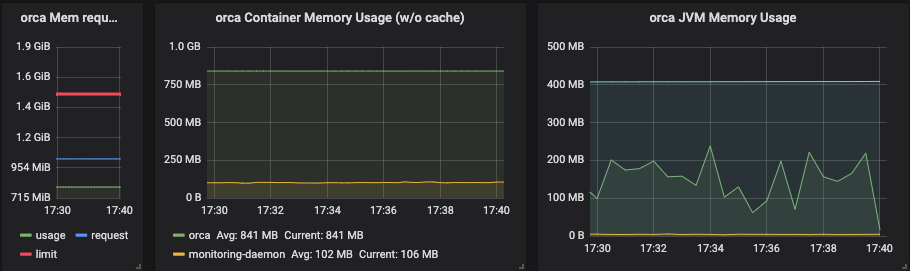 orca Mem requ...
1.9 GiB
1.6 GiB
1.4 GiB
1.2 GiB
954 MiB
715 MiB
17:30 17:40
usage request
limit
orca Container Memory Usage (w/o cache)
1.0 GB
750 MB
500 MB
250 MB
0 B
17:30 17:32 17:34 17:36 17:38 17:40
orca Avg: 841 MB Current: 841 MB
monitoring-daemon Avg: 102 MB Current: 106 MB
orca JVM Memory Usage
500 MB
400 MB
300 MB
200 MB
100 MB
0 B
17:30 17:32 17:34 17:36 17:38 17:40